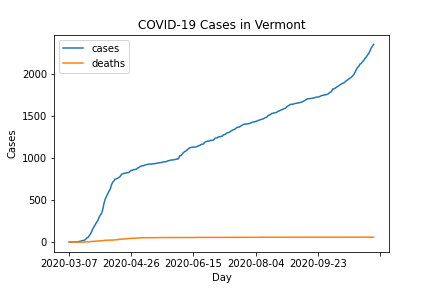 COVID-19 Cases in Vermont
cases
deaths
Cases
2000
1500
1000
500
0
2020-03-07 2020-04-26 2020-06-15 2020-08-04 2020-09-23
Day